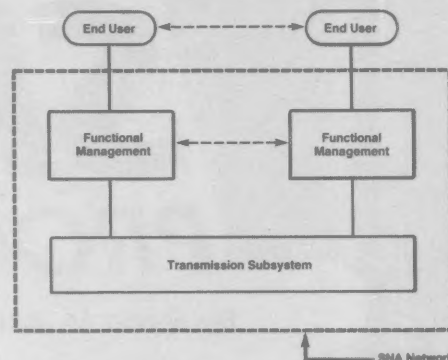 End User
End User
Functional
Management
Functional
Management
Transmission Subsystem
SNA Network